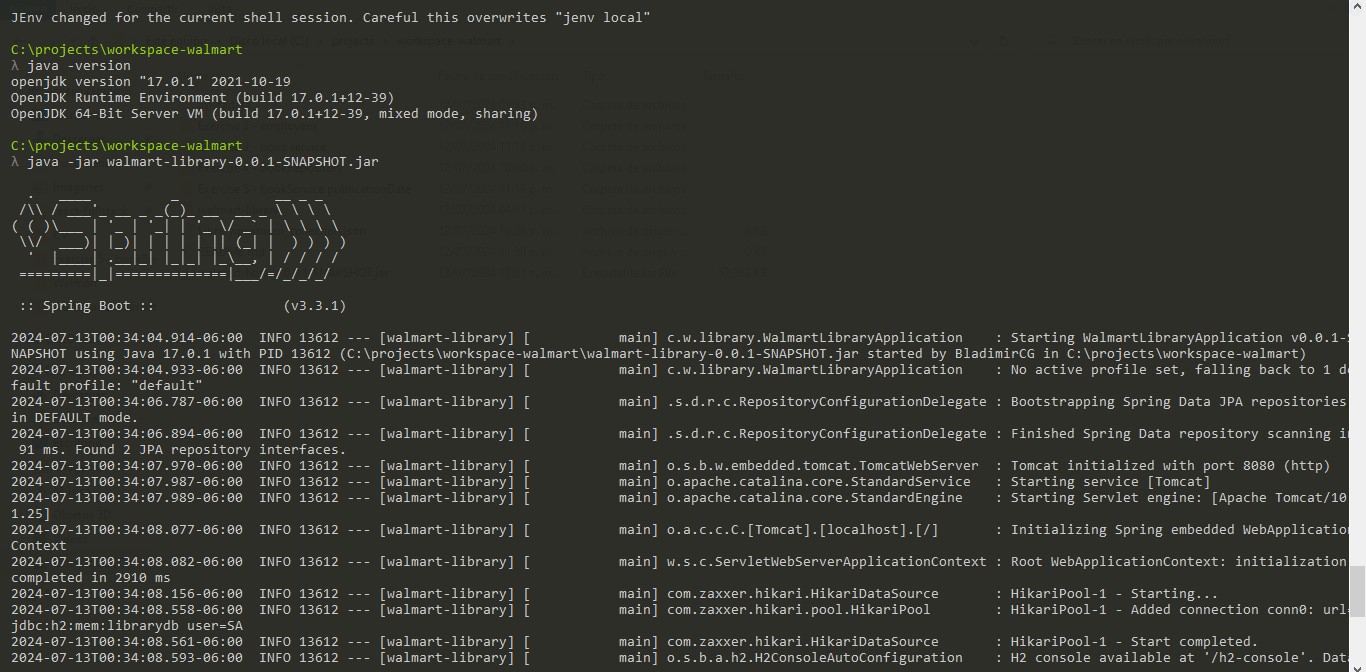 JEnv changed for the current shell session. Careful this overwrites "jenv local"
C:\projects\workspace-walmart
λ java -version
openjdk version "17.0.1" 2021-10-19
OpenJDK Runtime Environment (build 17.0.1+12-39)
OpenJDK 64-Bit Server VM (build 17.0.1+12-39, mixed mode, sharing)
C:\projects\workspace-walmart
λ java -jar walmart-library-0.0.1-SNAPSHOT.jar
  .   ____          _            __ _ _
 /\\ / ___'_ __ _ _(_)_ __  __ _ \ \ \ \
( ( )\___ | '_ | '_| | '_ \/ _` | \ \ \ \
 \\/  ___)| |_)| | | | | || (_| |  ) ) ) )
  '  |____| .__|_| |_|_| |_\__, | / / / /
 =========|_|==============|___/=/_/_/_/
 :: Spring Boot ::                (v3.3.1)
2024-07-13T00:34:04.914-06:00  INFO 13612 --- [walmart-library] [           main] c.w.library.WalmartLibraryApplication    : Starting WalmartLibraryApplication v0.0.1-S
NAPSHOT using Java 17.0.1 with PID 13612 (C:\projects\workspace-walmart\walmart-library-0.0.1-SNAPSHOT.jar started by BladimirCG in C:\projects\workspace-walmart)
2024-07-13T00:34:04.933-06:00  INFO 13612 --- [walmart-library] [           main] c.w.library.WalmartLibraryApplication    : No active profile set, falling back to 1 de
fault profile: "default"
2024-07-13T00:34:06.787-06:00  INFO 13612 --- [walmart-library] [           main] .s.d.r.c.RepositoryConfigurationDelegate : Bootstrapping Spring Data JPA repositories
in DEFAULT mode.
2024-07-13T00:34:06.894-06:00  INFO 13612 --- [walmart-library] [           main] .s.d.r.c.RepositoryConfigurationDelegate : Finished Spring Data repository scanning in
 91 ms. Found 2 JPA repository interfaces.
2024-07-13T00:34:07.970-06:00  INFO 13612 --- [walmart-library] [           main] o.s.b.w.embedded.tomcat.TomcatWebServer  : Tomcat initialized with port 8080 (http)
2024-07-13T00:34:07.987-06:00  INFO 13612 --- [walmart-library] [           main] o.apache.catalina.core.StandardService   : Starting service [Tomcat]
2024-07-13T00:34:07.989-06:00  INFO 13612 --- [walmart-library] [           main] o.apache.catalina.core.StandardEngine    : Starting Servlet engine: [Apache Tomcat/10
1.25]
2024-07-13T00:34:08.077-06:00  INFO 13612 --- [walmart-library] [           main] o.a.c.c.C.[Tomcat].[localhost].[/]       : Initializing Spring embedded WebApplication
Context
2024-07-13T00:34:08.082-06:00  INFO 13612 --- [walmart-library] [           main] w.s.c.ServletWebServerApplicationContext : Root WebApplicationContext: initialization
completed in 2910 ms
2024-07-13T00:34:08.156-06:00  INFO 13612 --- [walmart-library] [           main] com.zaxxer.hikari.HikariDataSource       : HikariPool-1 - Starting...
2024-07-13T00:34:08.558-06:00  INFO 13612 --- [walmart-library] [           main] com.zaxxer.hikari.pool.HikariPool        : HikariPool-1 - Added connection conn0: url=
jdbc:h2:mem:librarydb user=SA
2024-07-13T00:34:08.561-06:00  INFO 13612 --- [walmart-library] [           main] com.zaxxer.hikari.HikariDataSource       : HikariPool-1 - Start completed.
2024-07-13T00:34:08.593-06:00  INFO 13612 --- [walmart-library] [           main] o.s.b.a.h2.H2ConsoleAutoConfiguration    : H2 console available at '/h2-console'. Data